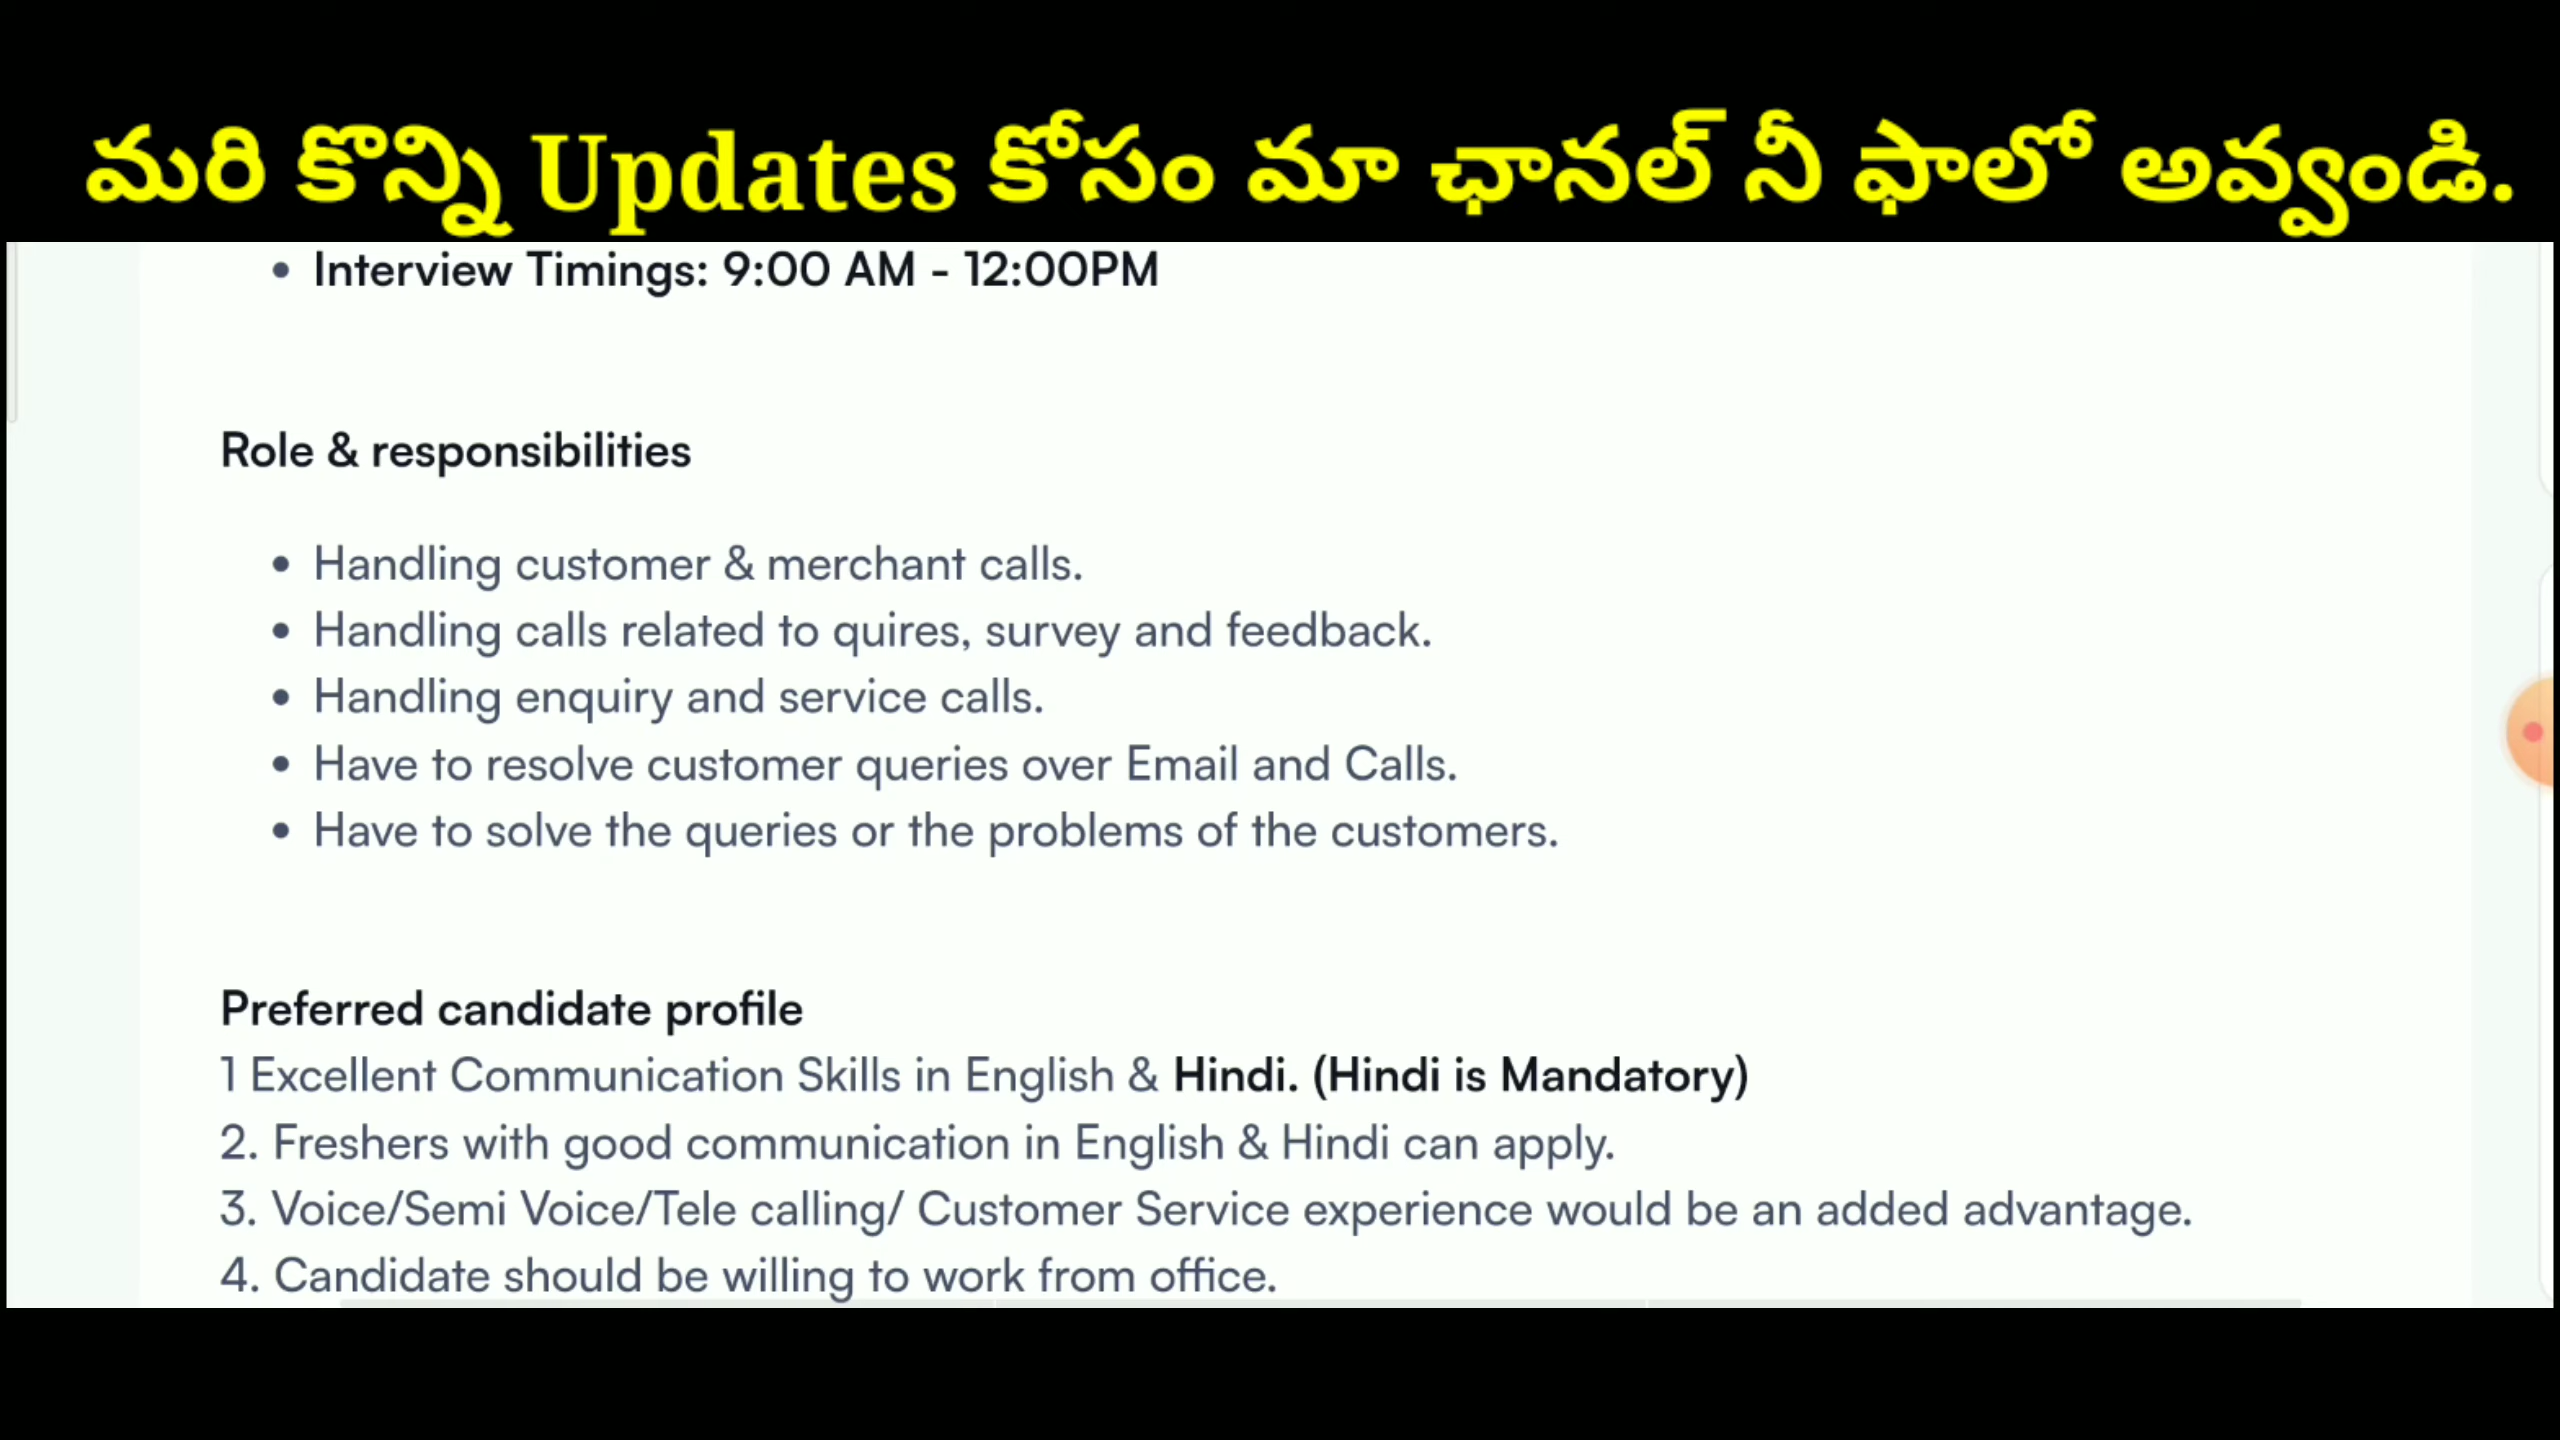 మరి కొన్ని Updates కోసం మా ఛానల్ నీ ఫాలో అవ్వండి.
• Interview Timings: 9:00 AM - 12:00PM
Role & responsibilities
• Handling customer & merchant calls.
• Handling calls related to quires, survey and feedback.
• Handling enquiry and service calls.
• Have to resolve customer queries over Email and Calls.
• Have to solve the queries or the problems of the customers.
Preferred candidate profile
1 Excellent Communication Skills in English & Hindi. (Hindi is Mandatory)
2. Freshers with good communication in English & Hindi can apply.
3. Voice/Semi Voice/Tele calling/ Customer Service experience would be an added advantage.
4. Candidate should be willing to work from office.